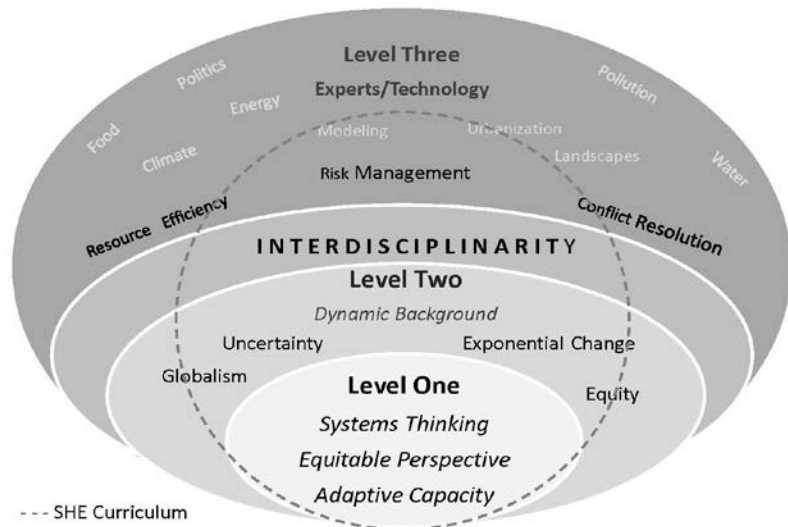 Level Three
Politics
Pollution
Experts/Technology
Energy
Food
Modeling
Urbanization
Climate
Landscapes
Water
Risk Management
Resource Efficiency
Conflict Resolution
INTERDISCIPLINARITY
Level Two
Dynamic Background
Uncertainty
Exponential Change
Globalism
Level One
Equity
Systems Thinking
Equitable Perspective
Adaptive Capacity
--- SHE Curriculum